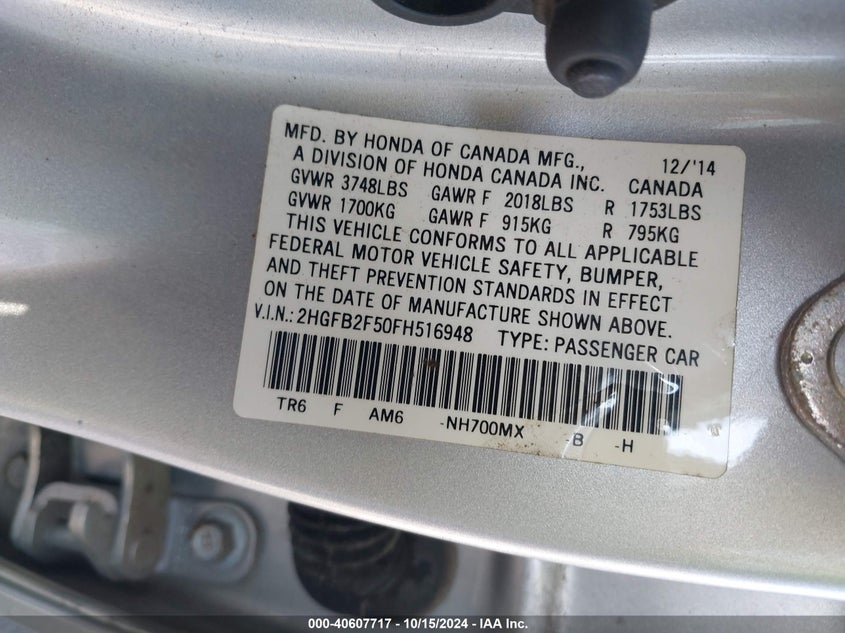 MFD. BY HONDA OF CANADA MFG., 12/'14
A DIVISION OF HONDA CANADA INC. CANADA
GVWR 3748LBS GAWR F 2018LBS R 1753LBS
GVWR 1700KG GAWR F 915KG R 795KG
THIS VEHICLE CONFORMS TO ALL APPLICABLE
FEDERAL MOTOR VEHICLE SAFETY, BUMPER,
AND THEFT PREVENTION STANDARDS IN EFFECT
ON THE DATE OF MANUFACTURE SHOWN ABOVE.
V.I.N.: 2HGFB2F50FH516948 TYPE: PASSENGER CAR
TR6 F AM6 -NH700MX -B -H
000-40607717 - 10/15/2024 - IAA Inc.